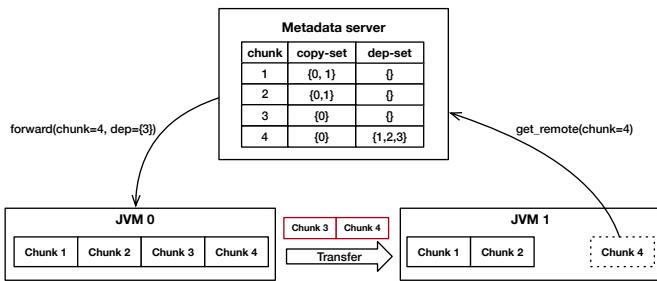 Metadata server
chunk copy-set dep-set
1 {0, 1} {}
2 {0,1} {}
3 {0} {}
4 {0} {1,2,3}
forward(chunk=4, dep={3})
get_remote(chunk=4)
JVM 0
Chunk 1 Chunk 2 Chunk 3 Chunk 4
Chunk 3 Chunk 4
Transfer
JVM 1
Chunk 1 Chunk 2 Chunk 4